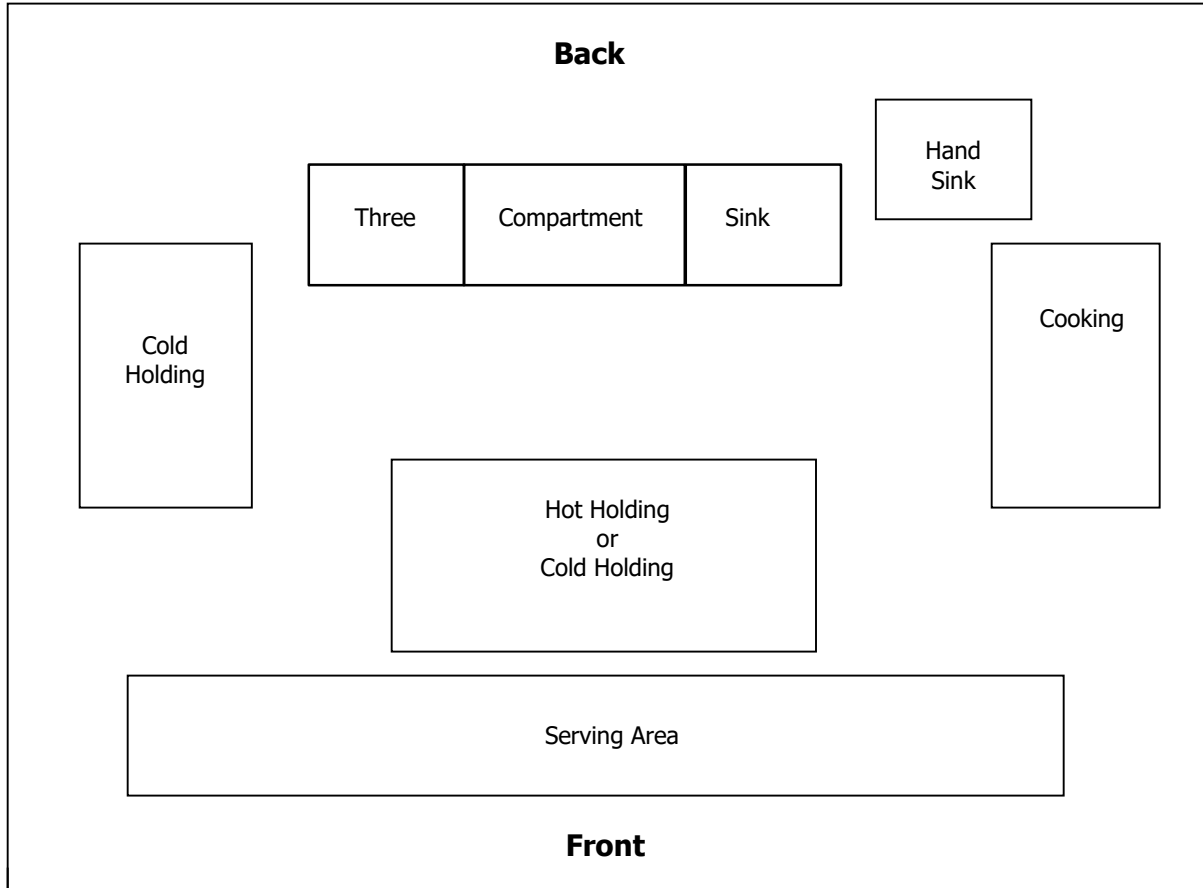 Back
Hand
Sink
Three Compartment Sink
Cooking
Cold
Holding
Hot Holding
or
Cold Holding
Serving Area
Front